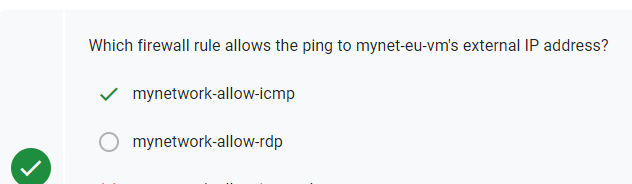 Which firewall rule allows the ping to mynet-eu-vm's external IP address?
mynetwork-allow-icmp
mynetwork-allow-rdp